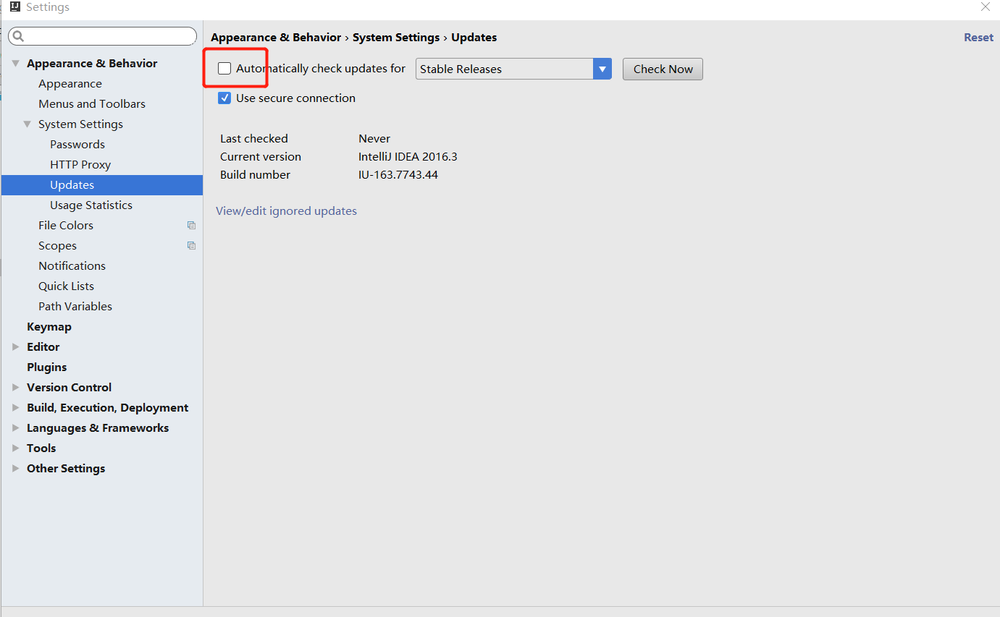 Settings
Appearance & Behavior
Appearance
Menus and Toolbars
System Settings
Passwords
HTTP Proxy
Updates
Usage Statistics
File Colors
Scopes
Notifications
Quick Lists
Path Variables
Keymap
Editor
Plugins
Version Control
Build, Execution, Deployment
Languages & Frameworks
Tools
Other Settings
Appearance & Behavior › System Settings › Updates Reset
Automatically check updates for Stable Releases Check Now
Use secure connection
Last checked Never
Current version IntelliJ IDEA 2016.3
Build number IU-163.7743.44
View/edit ignored updates